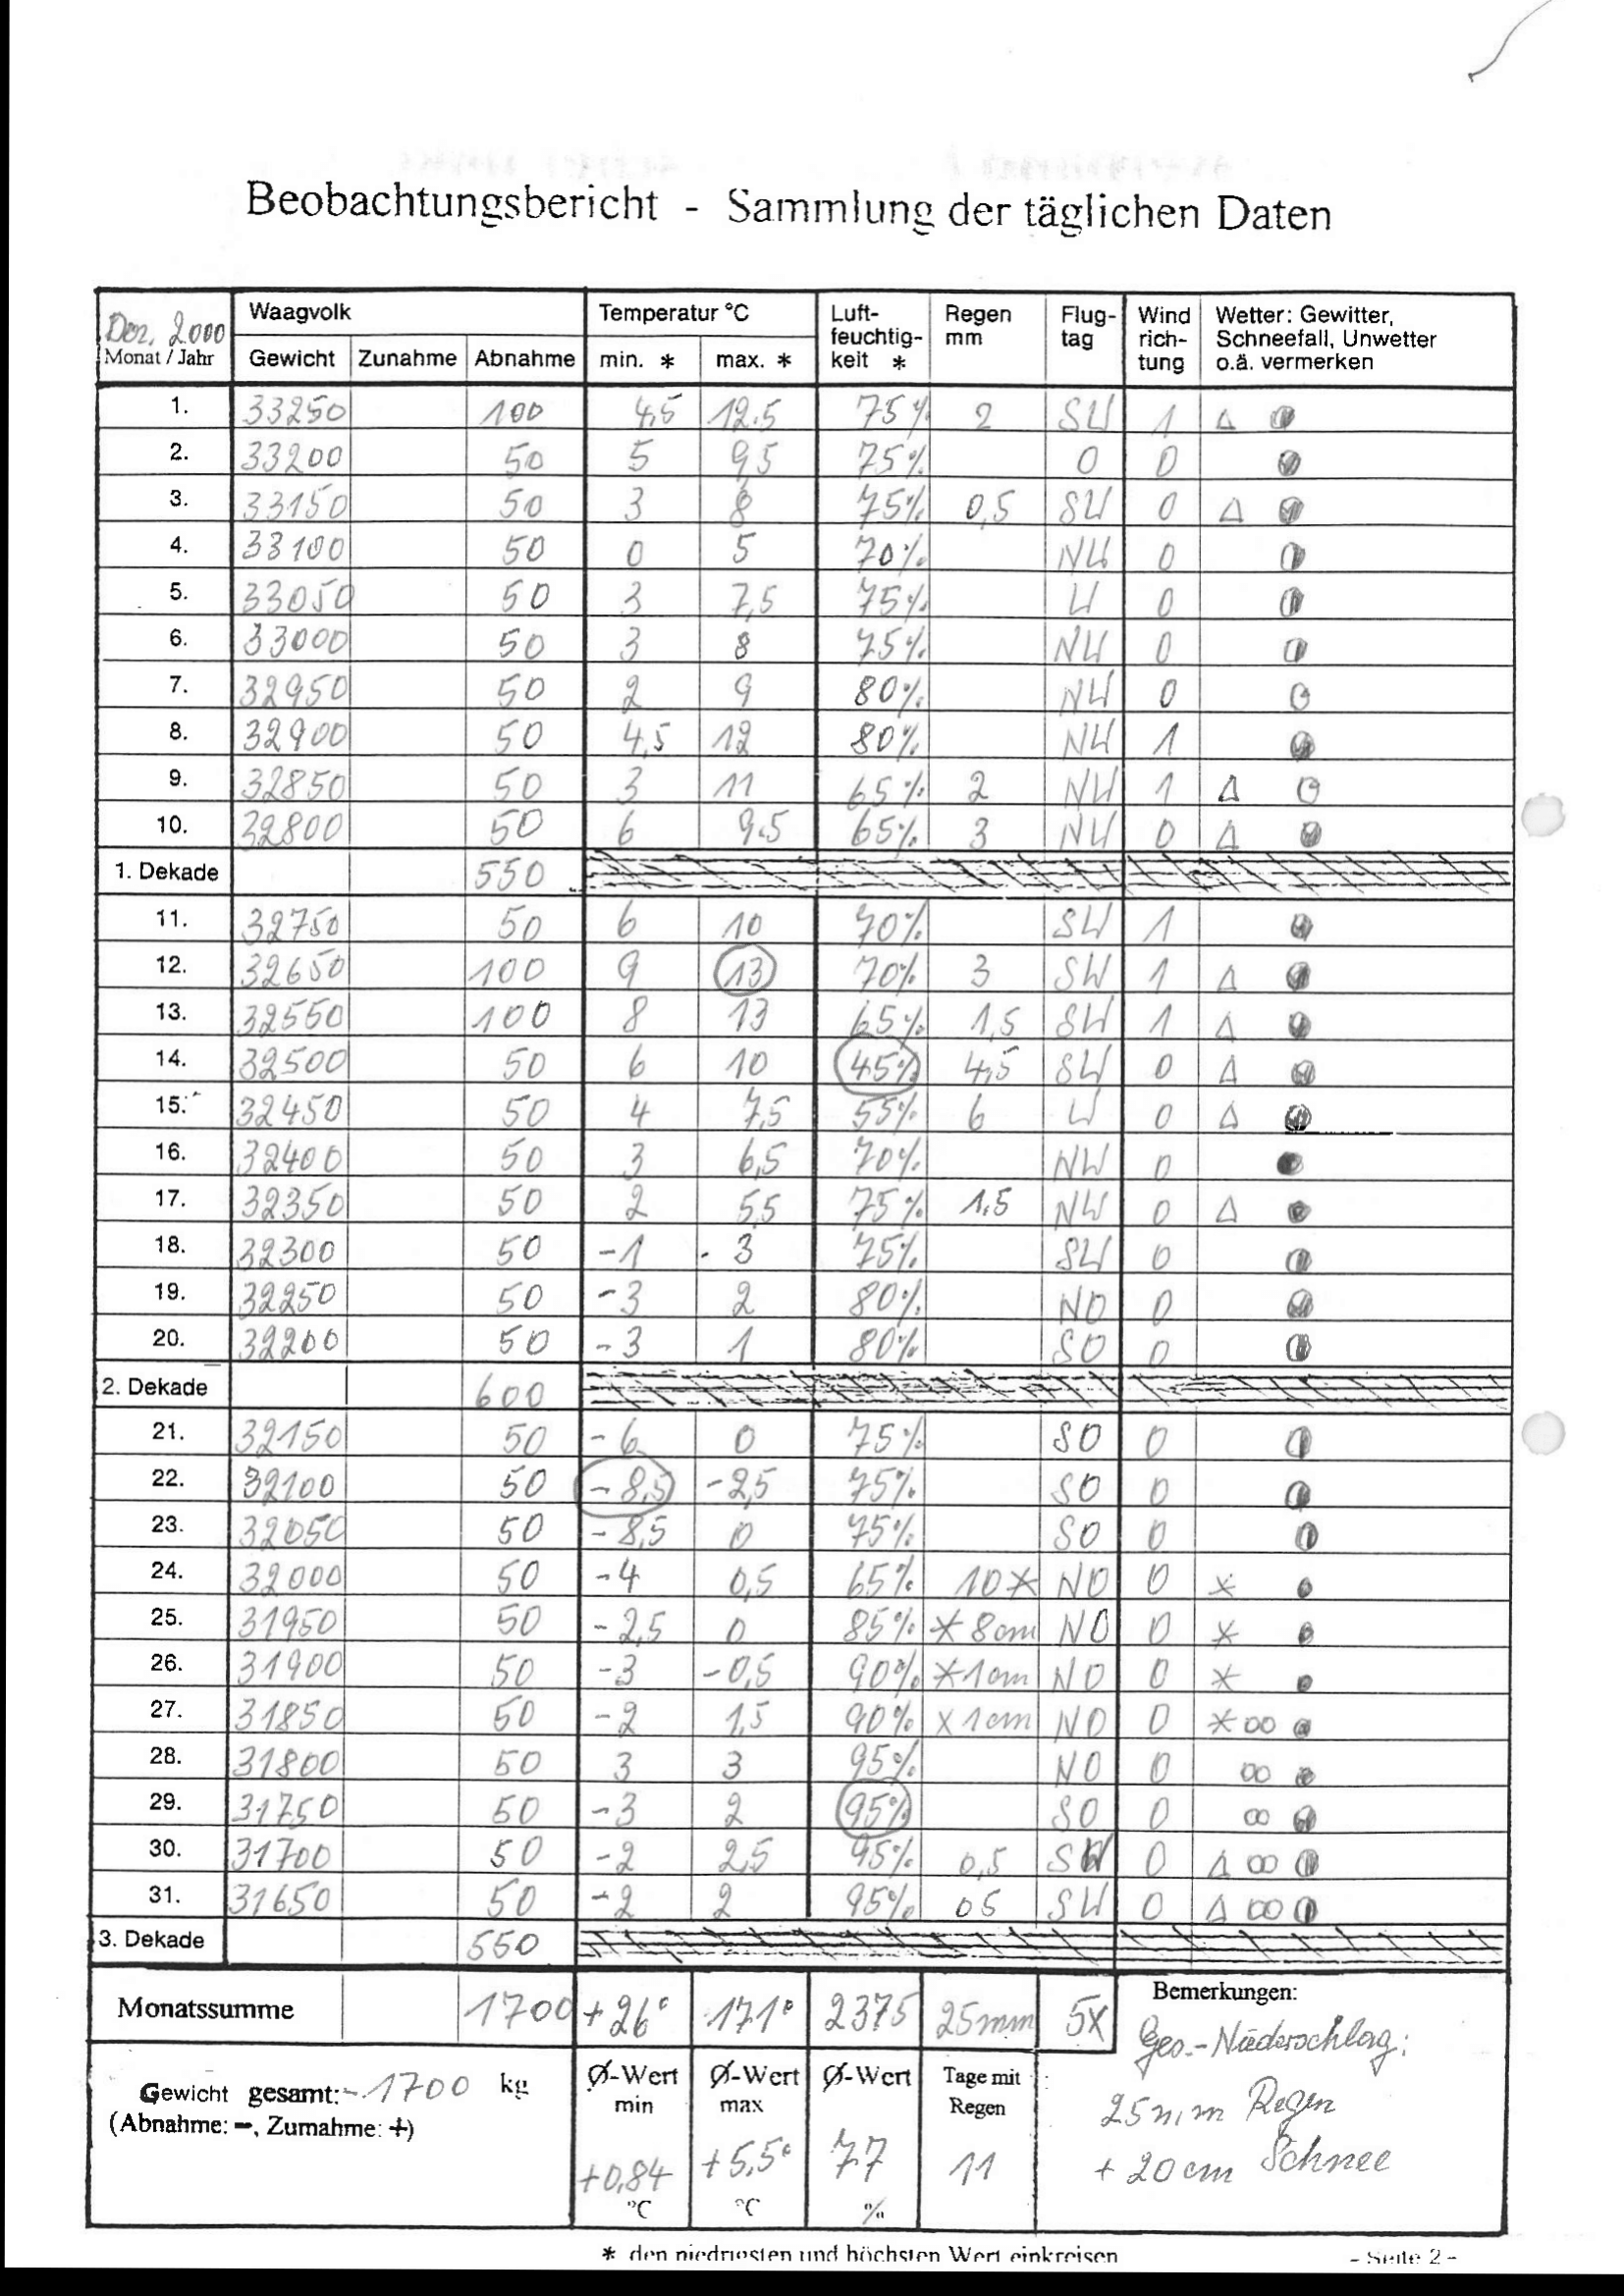 Beobachtungsbericht - Sammlung der täglichen Daten
Dez. 2000 Waagvolk Temperatur °C Luft- Regen Flug- Wind Wetter: Gewitter,
feuchtig- mm tag rich- Schneefall, Unwetter
Monat / Jahr Gewicht Zunahme Abnahme min. * max. * keit * tung o.ä. vermerken
1. 33250 100 4,5 12.5 75% 2 SW 1 Δ
2. 33200 50 5 9,5 75% O 0
3. 33150 50 3 8 75% 0,5 SW 0 Δ
4. 33100 50 0 5 70% NW 0
5. 33050 50 3 7,5 75% W 0
6. 33000 50 3 8 75% NW 0
7. 32950 50 2 9 80% NW 0
8. 32900 50 4,5 12 80% NW 1
9. 32850 50 3 11 65% 2 NW 1 Δ
10. 32800 50 6 9.5 65% 3 NW 0 Δ
1. Dekade 550
11. 32750 50 6 10 70% SW 1
12. 32650 100 9 13 70% 3 SW 1 Δ
13. 32550 100 8 13 65% 1,5 SW 1 Δ
14. 32500 50 6 10 45% 4,5 SW 0 Δ
15. 32450 50 4 7,5 55% 6 W 0 Δ
16. 32400 50 3 6,5 70% NW 0
17. 32350 50 2 5,5 75% 1.5 NW 0 Δ
18. 32300 50 -1 3 75% SW 0
19. 32250 50 -3 2 80% NO 0
20. 32200 50 -3 1 80% SO 0
2. Dekade 600
21. 32150 50 -6 0 75% SO 0
22. 32100 50 -8,5 -2,5 75% SO 0
23. 32050 50 -8,5 0 75% SO 0
24. 32000 50 -4 0,5 65% 10* NO 0 *
25. 31950 50 -2,5 0 85% *8cm NO 0 *
26. 31900 50 -3 -0,5 90% *1cm NO 0 *
27. 31850 50 -2 1,5 90% x1cm NO 0 *∞
28. 31800 50 3 3 95% NO 0 ∞
29. 31750 50 -3 2 95% SO 0 ∞
30. 31700 50 -2 2,5 95% 0,5 SW 0 Δ ∞
31. 31650 50 -2 2 95% 05 SW 0 Δ ∞
3. Dekade 550
Monatssumme 1700 +26° 171° 2375 25mm 5x Bemerkungen:
Ges.-Niederschlag:
Gewicht gesamt: -1700 kg Ø-Wert Ø-Wert Ø-Wert Tage mit
(Abnahme: -, Zumahme: +) min max Regen 25mm Regen
+0,84 +5,5° 77 11 + 20cm Schnee
°C °C %
* den niedrigsten und höchsten Wert einkreisen - Seite 2 -